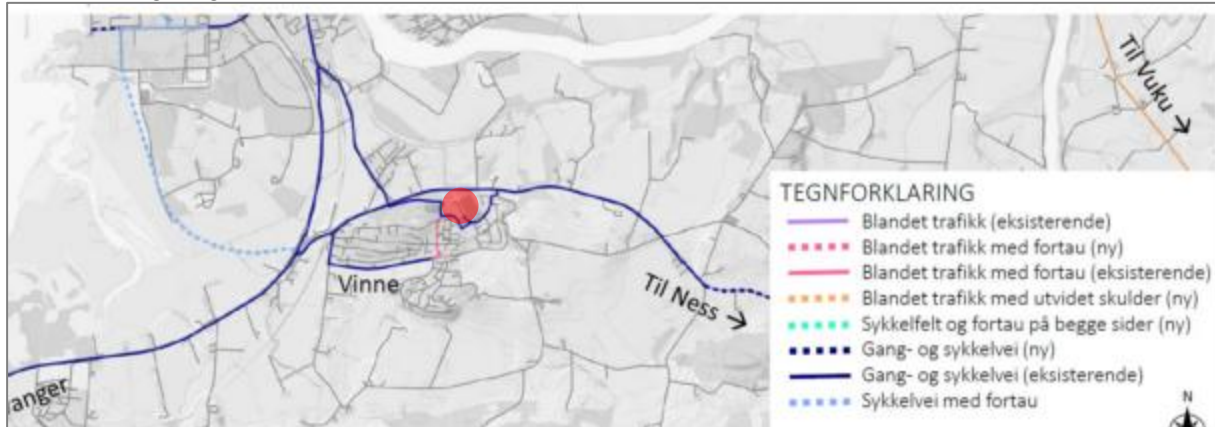 Til Vuku →
TEGNFORKLARING
Blandet trafikk (eksisterende)
Blandet trafikk med fortau (ny)
Blandet trafikk med fortau (eksisterende)
Blandet trafikk med utvidet skulder (ny)
Sykkelfelt og fortau på begge sider (ny)
Gang- og sykkelvei (ny)
Gang- og sykkelvei (eksisterende)
Sykkelvei med fortau
Vinne
Til Ness →
anger
N